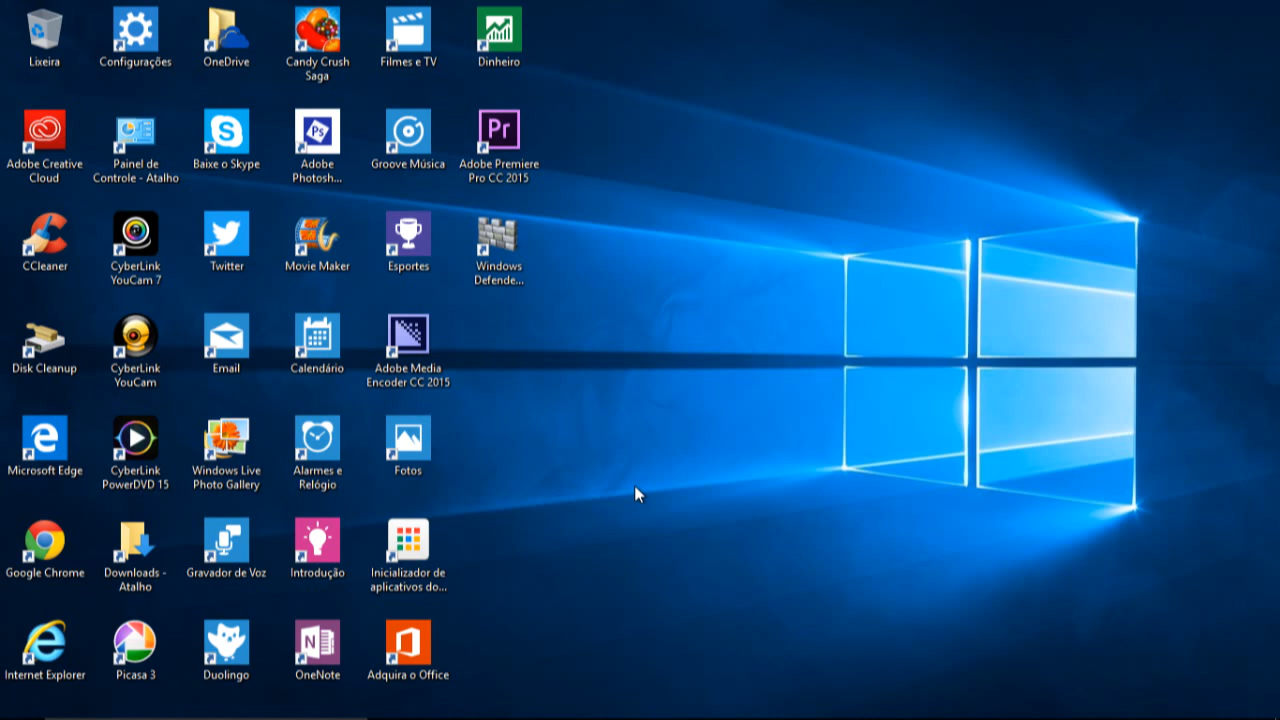 Lixeira
Configurações
OneDrive
Candy Crush
Saga
Filmes e TV
Dinheiro
Adobe Creative
Cloud
Painel de
Controle - Atalho
Baixe o Skype
Ps
Adobe
Photosh...
Groove Música
Pr
Adobe Premiere
Pro CC 2015
CCleaner
CyberLink
YouCam 7
Twitter
Movie Maker
Esportes
Windows
Defende...
Disk Cleanup
CyberLink
YouCam
Email
Calendário
Adobe Media
Encoder CC 2015
Microsoft Edge
CyberLink
PowerDVD 15
Windows Live
Photo Gallery
Alarmes e
Relógio
Fotos
Google Chrome
Downloads -
Atalho
Gravador de Voz
Introdução
Inicializador de
aplicativos do...
Internet Explorer
Picasa 3
Duolingo
N
OneNote
Adquira o Office